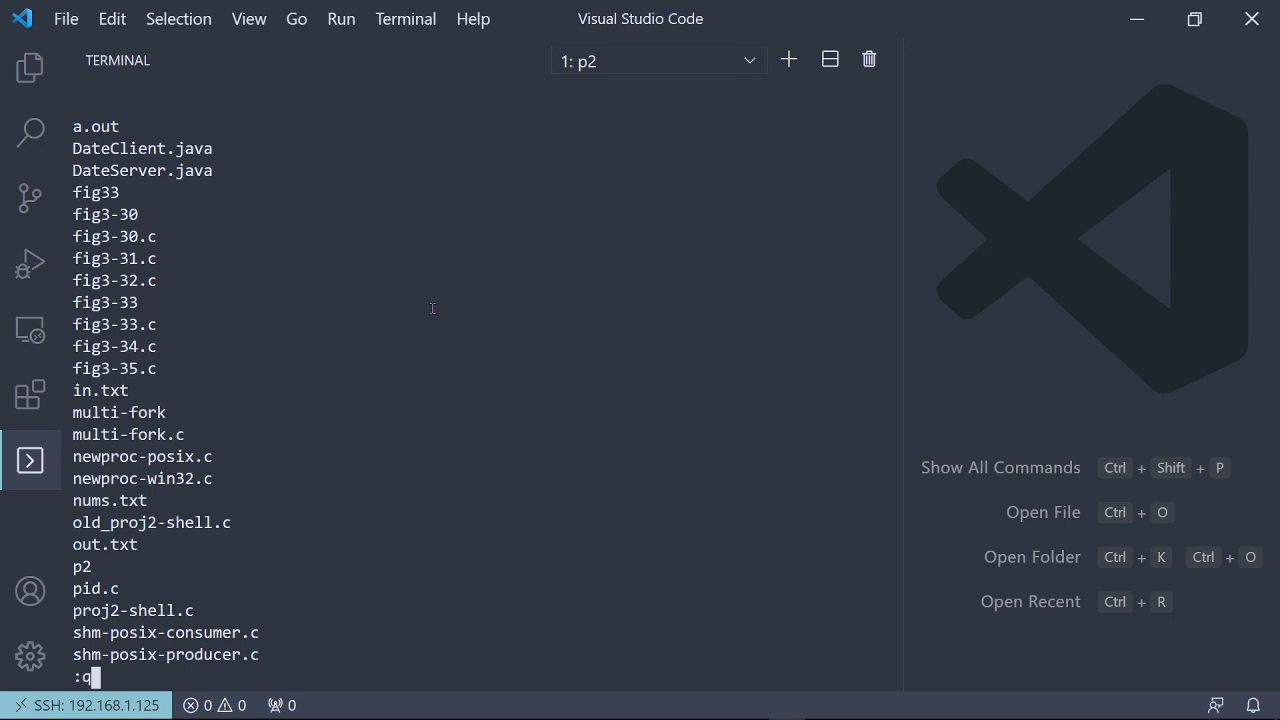 File Edit Selection View Go Run Terminal Help Visual Studio Code
TERMINAL 1: p2
a.out
DateClient.java
DateServer.java
fig33
fig3-30
fig3-30.c
fig3-31.c
fig3-32.c
fig3-33
fig3-33.c
fig3-34.c
fig3-35.c
in.txt
multi-fork
multi-fork.c
newproc-posix.c
newproc-win32.c
nums.txt
old_proj2-shell.c
out.txt
p2
pid.c
proj2-shell.c
shm-posix-consumer.c
shm-posix-producer.c
:q
Show All Commands Ctrl + Shift + P
Open File Ctrl + O
Open Folder Ctrl + K Ctrl + O
Open Recent Ctrl + R
SSH: 192.168.1.125 0 0 0